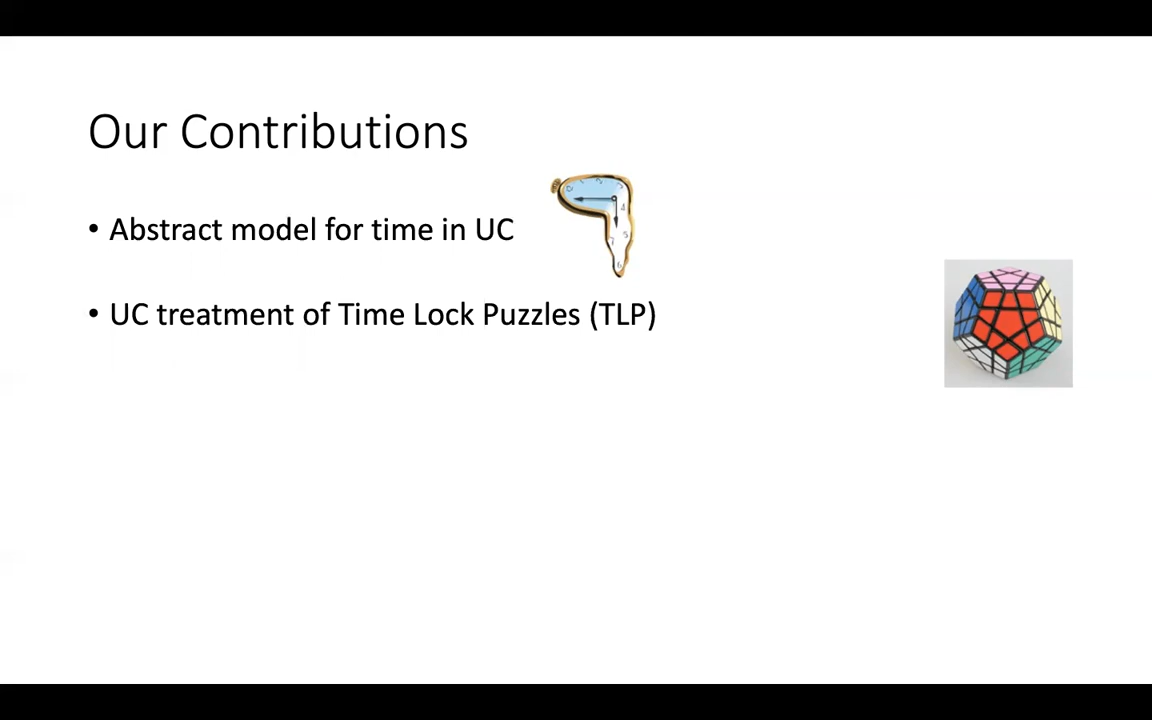 Our Contributions
• Abstract model for time in UC
• UC treatment of Time Lock Puzzles (TLP)